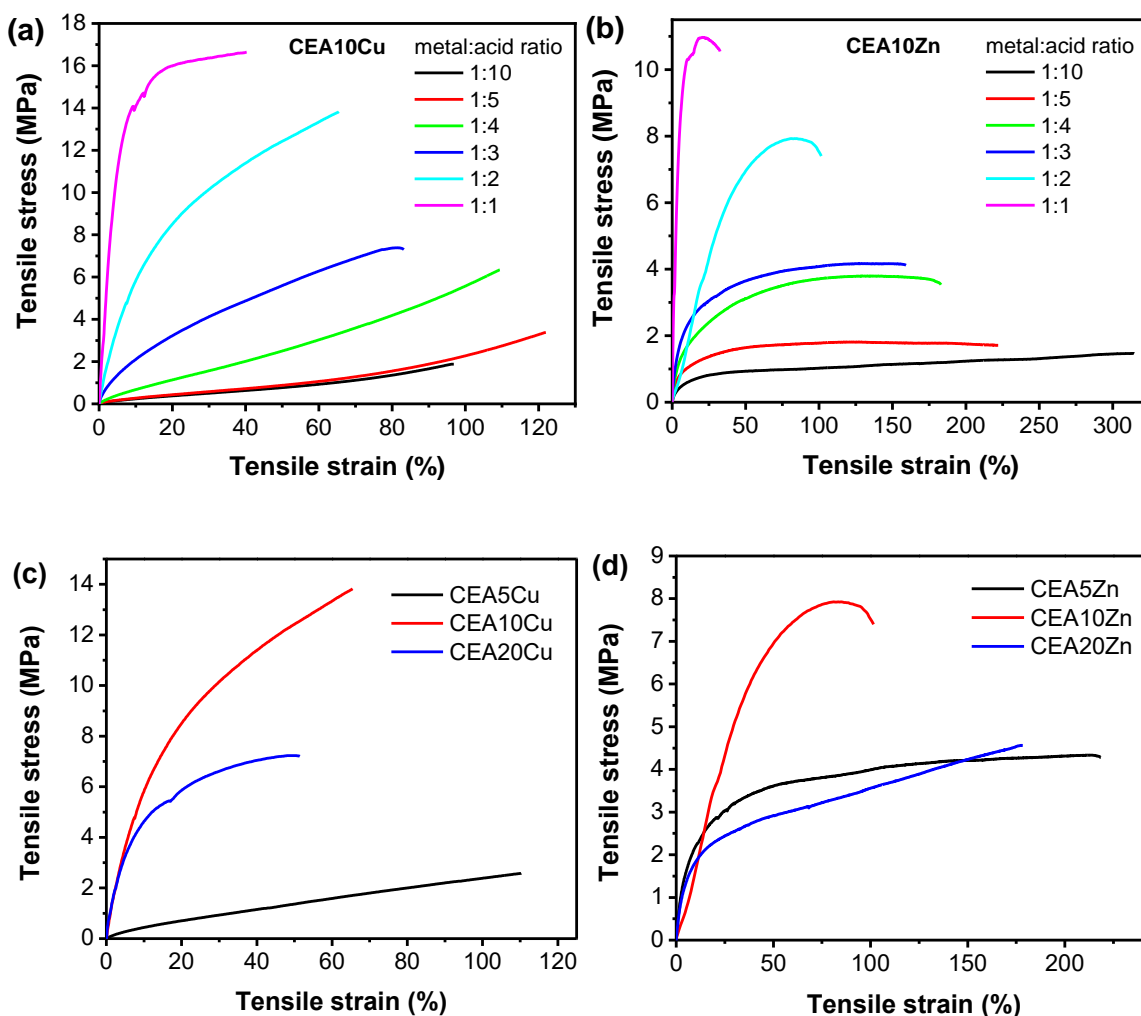 (a)
CEA10Cu
metal:acid ratio
1:10
1:5
1:4
1:3
1:2
1:1
18
16
14
12
10
8
6
4
2
0
0 20 40 60 80 100 120
Tensile stress (MPa)
Tensile strain (%)
(b)
CEA10Zn
metal:acid ratio
1:10
1:5
1:4
1:3
1:2
1:1
10
8
6
4
2
0
0 50 100 150 200 250 300
Tensile stress (MPa)
Tensile strain (%)
(c)
CEA5Cu
CEA10Cu
CEA20Cu
14
12
10
8
6
4
2
0
0 20 40 60 80 100 120
Tensile stress (MPa)
Tensile strain (%)
(d)
CEA5Zn
CEA10Zn
CEA20Zn
9
8
7
6
5
4
3
2
1
0
0 50 100 150 200
Tensile stress (MPa)
Tensile strain (%)